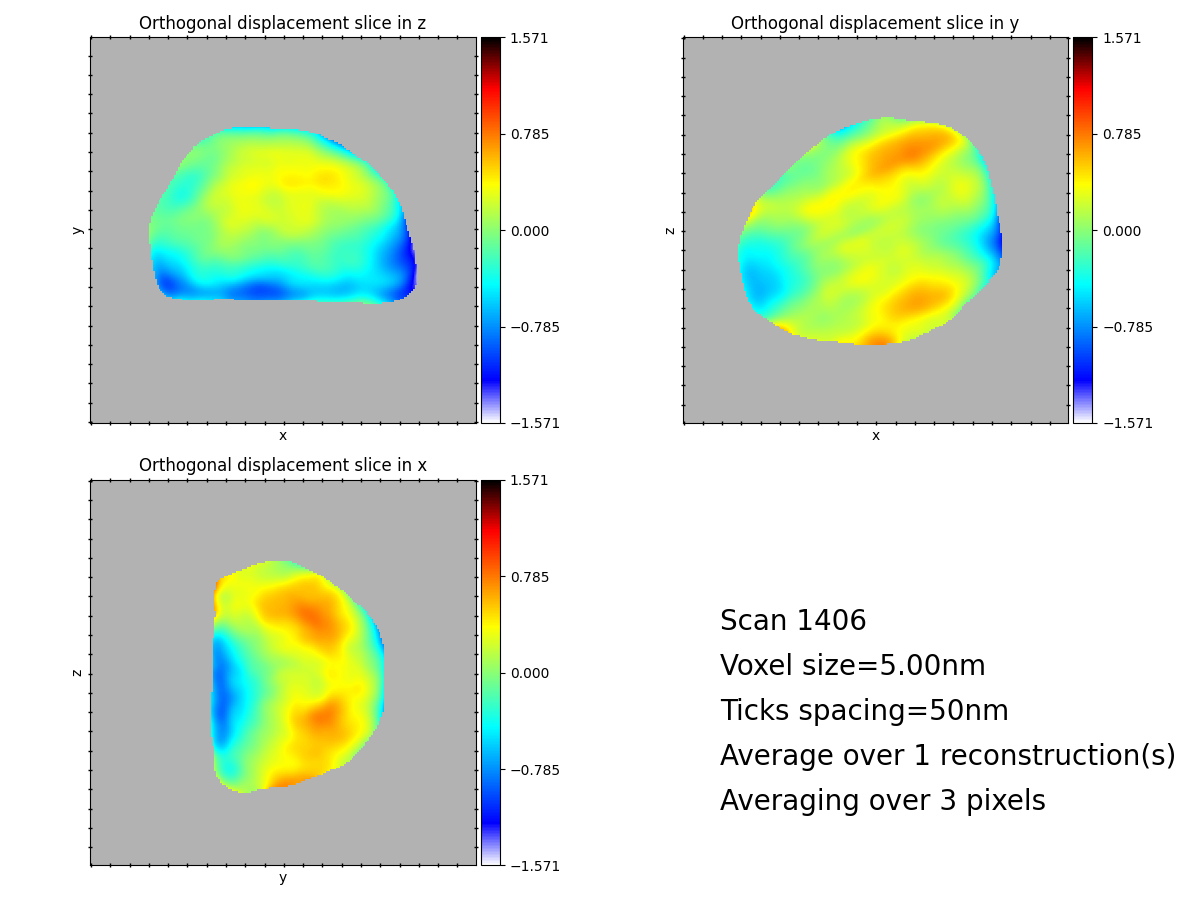 Orthogonal displacement slice in z
1.571
0.785
0.000
−0.785
−1.571
y
x
Orthogonal displacement slice in y
1.571
0.785
0.000
−0.785
−1.571
z
x
Orthogonal displacement slice in x
1.571
0.785
0.000
−0.785
−1.571
z
y
Scan 1406
Voxel size=5.00nm
Ticks spacing=50nm
Average over 1 reconstruction(s)
Averaging over 3 pixels